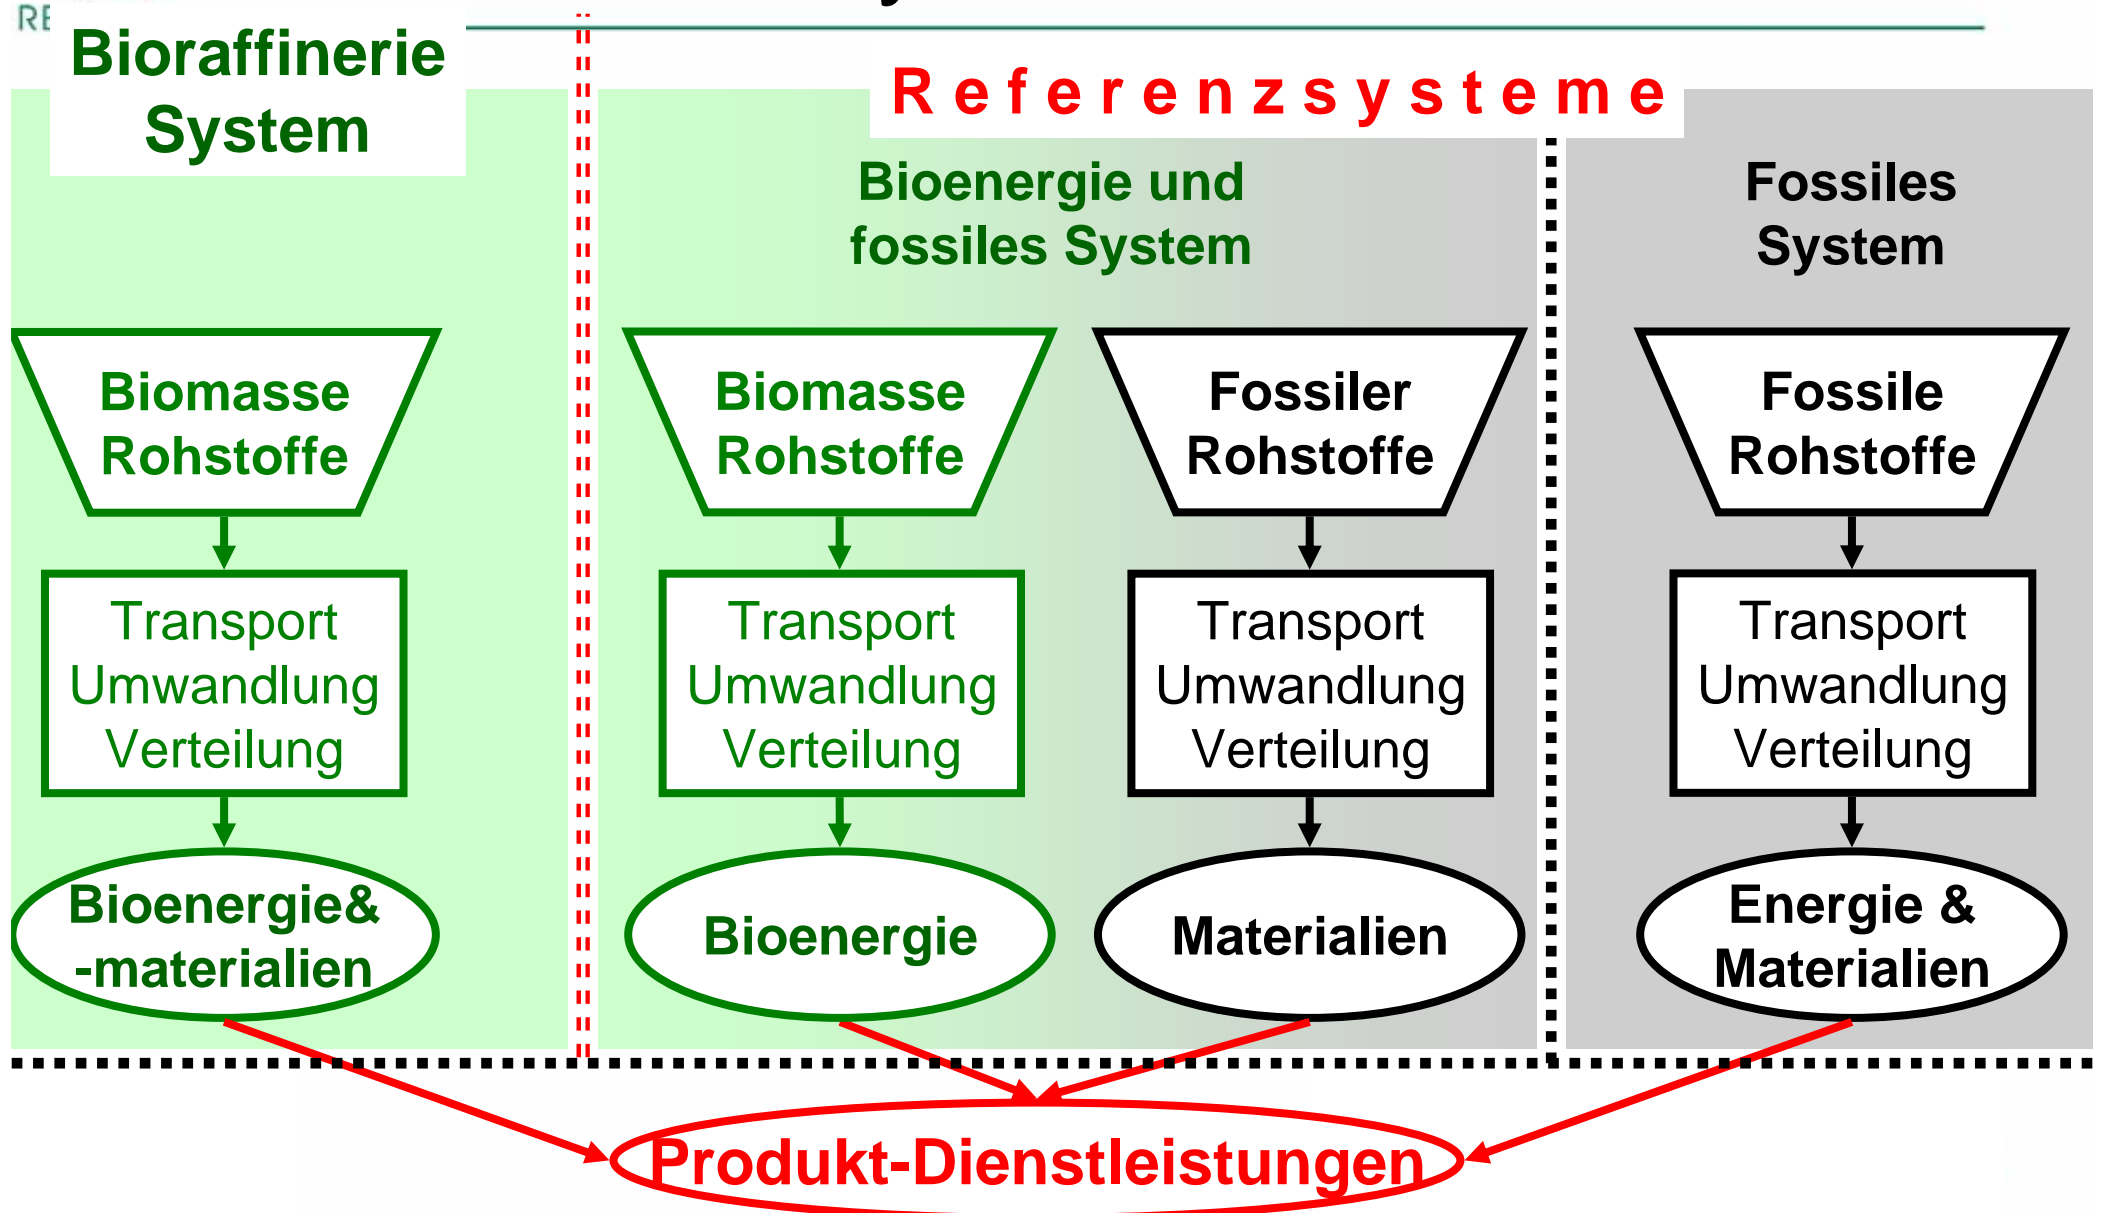 Bioraffinerie
System
Referenzsysteme
Bioenergie und
fossiles System
Fossiles
System
Biomasse
Rohstoffe
Biomasse
Rohstoffe
Fossiler
Rohstoffe
Fossile
Rohstoffe
Transport
Umwandlung
Verteilung
Transport
Umwandlung
Verteilung
Transport
Umwandlung
Verteilung
Transport
Umwandlung
Verteilung
Bioenergie&
-materialien
Bioenergie
Materialien
Energie &
Materialien
Produkt-Dienstleistungen